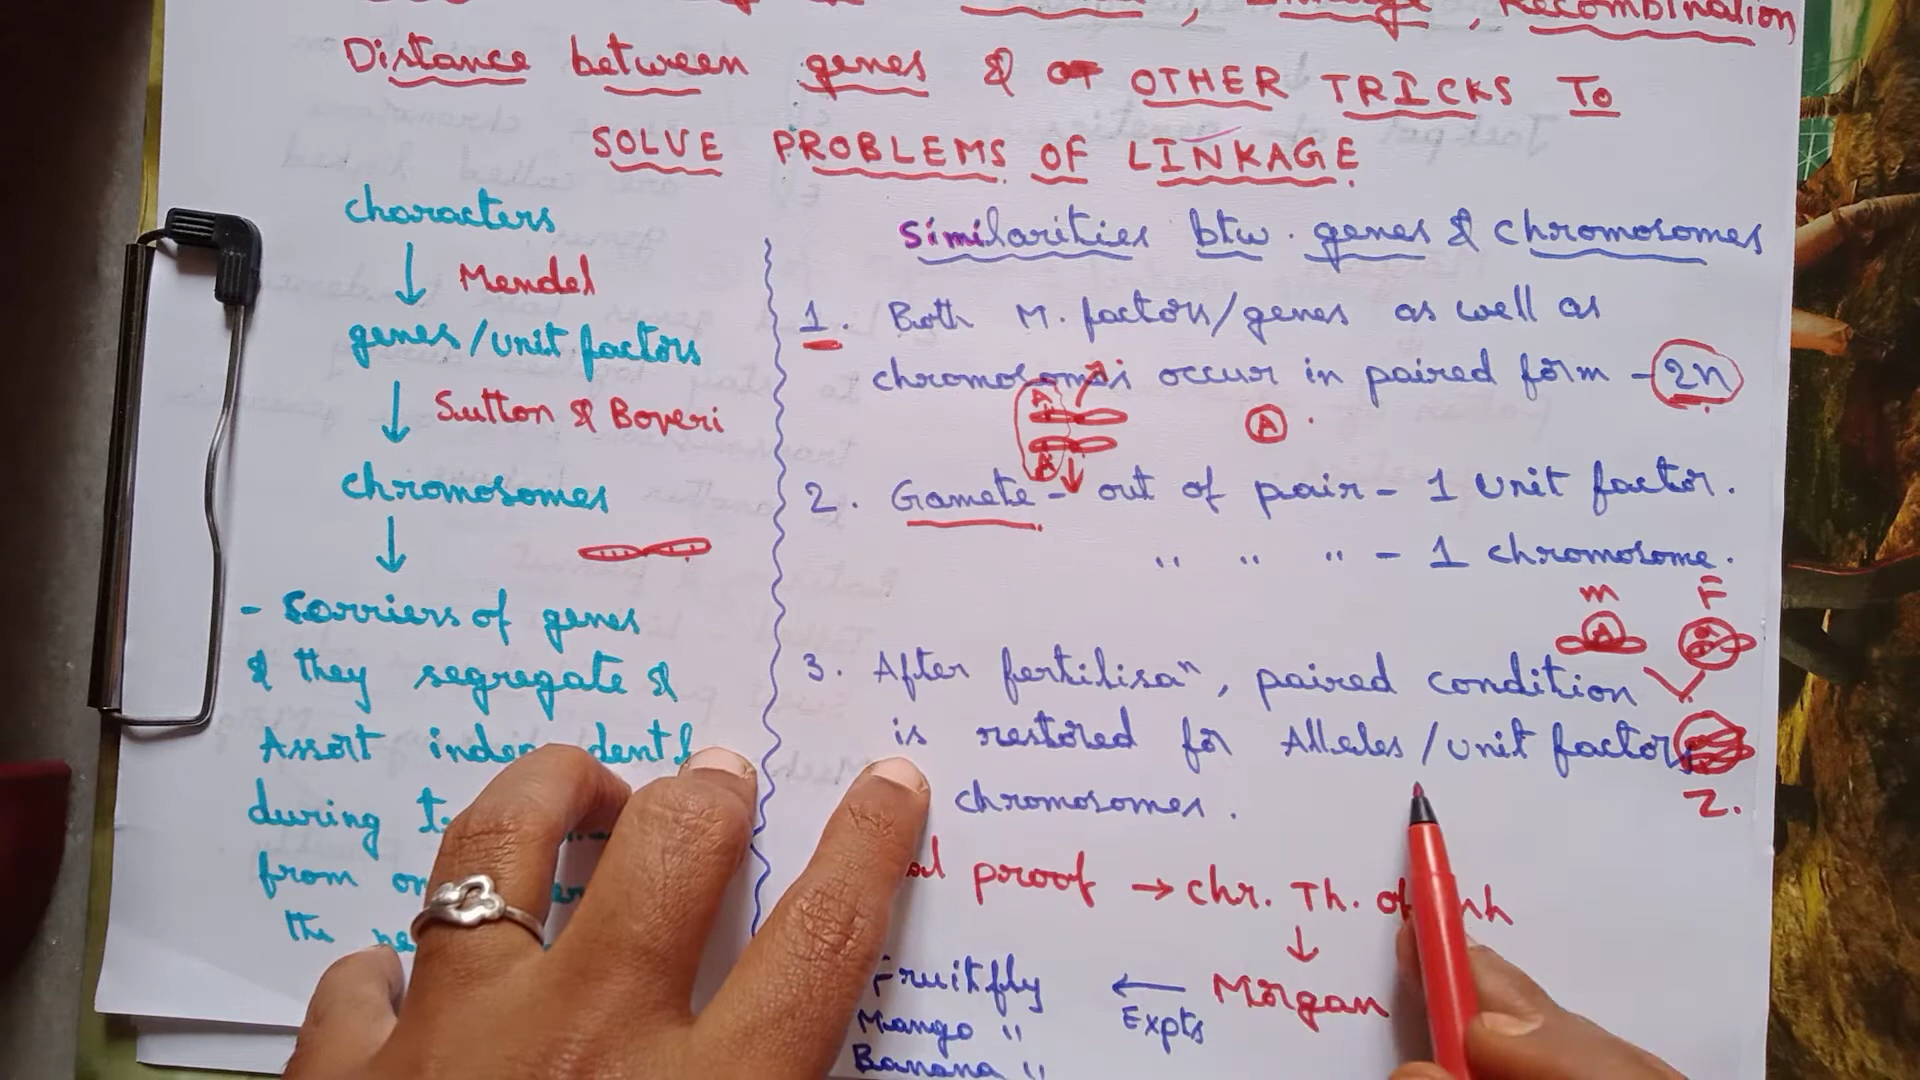 Linkage, Recombination,
Distance between genes & OTHER TRICKS TO
SOLVE PROBLEMS OF LINKAGE.
characters
Mendel
genes/unit factors
Sutton & Boveri
chromosomes
- Carriers of genes
& they segregate &
Assort
during
from
the
Similarities btw. genes & chromosomes
1. Both M. factors/genes as well as
chromosomes occur in paired form - 2n
A
A
A
2. Gamete - out of pair - 1 unit factor.
" " " - 1 chromosome.
m F
A
3. After fertilisaⁿ, paired condition
is restored for Alleles/unit factors
chromosomes.
Z.
proof → chr. Th. of
Morgan
Expts
Fruitfly
Mango "
Banana "